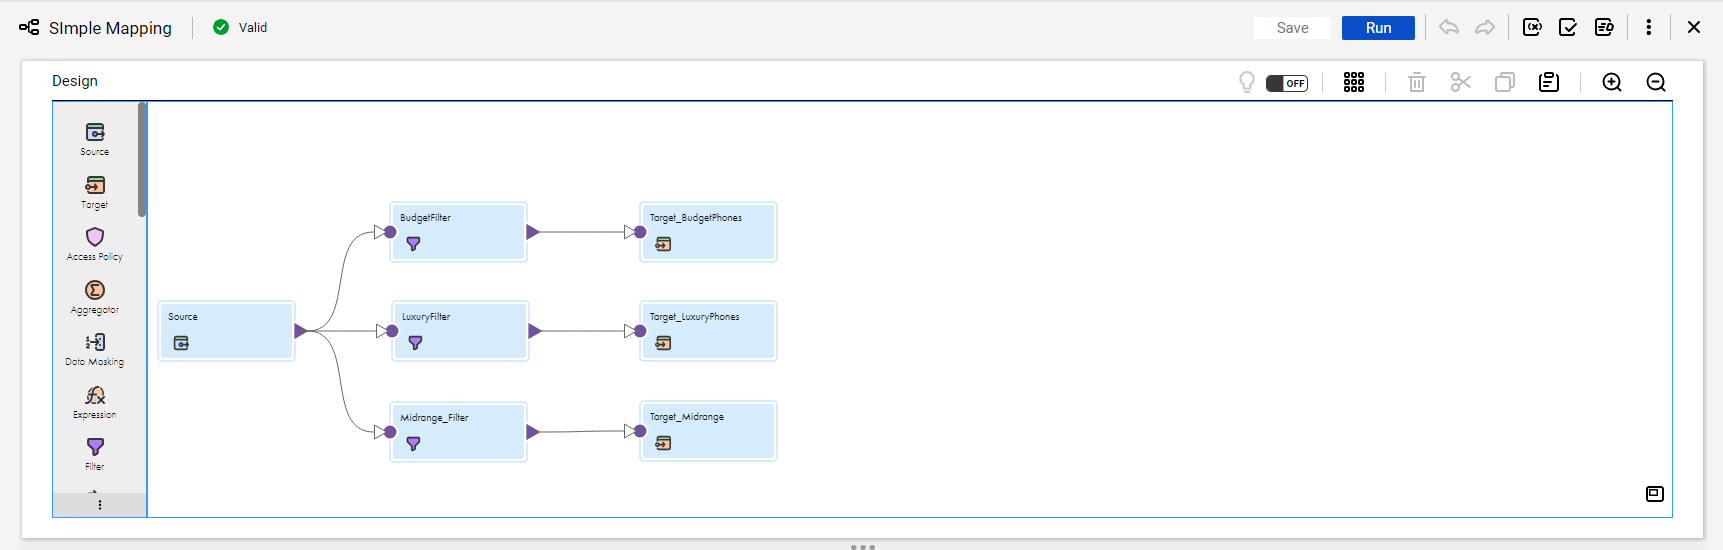 SImple Mapping
Valid
Save
Run
Design
OFF
Source
Target
Access Policy
Aggregator
Data Masking
Expression
Filter
BudgetFilter
Target_BudgetPhones
Source
LuxuryFilter
Target_LuxuryPhones
Midrange_Filter
Target_Midrange